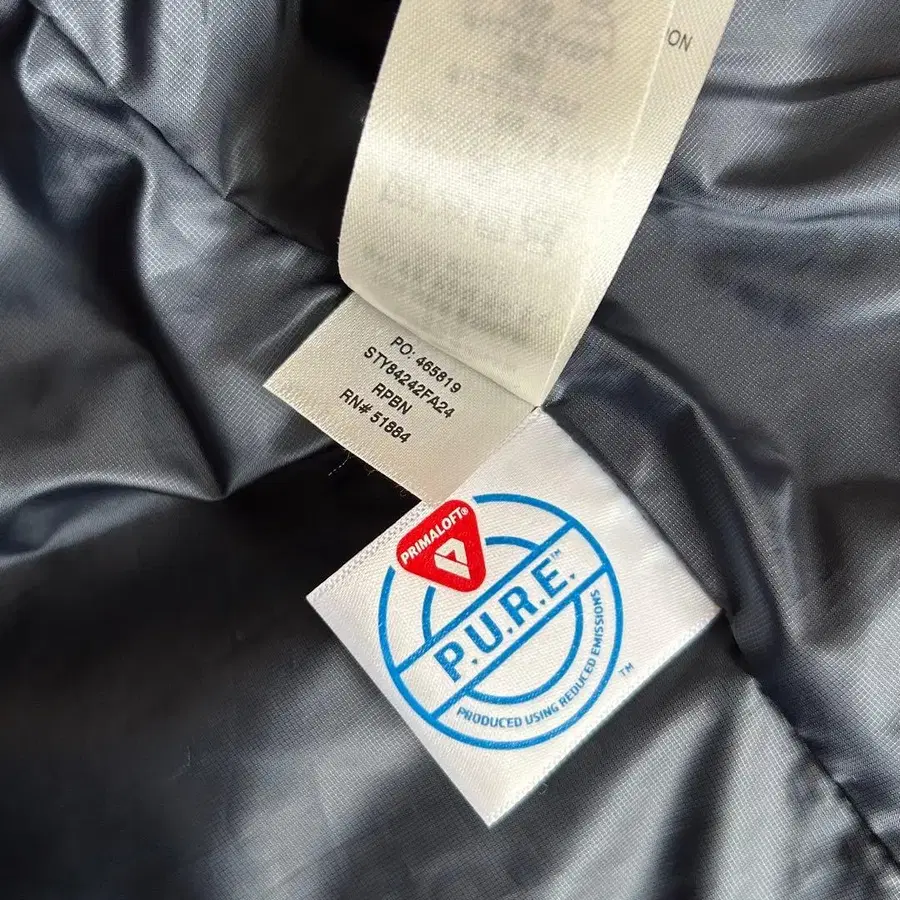 ON
PO: 465819
STY84242FA24
RPBN
RN# 51884
PRIMALOFT®
P.U.R.E.™
PRODUCED USING REDUCED EMISSIONS
™